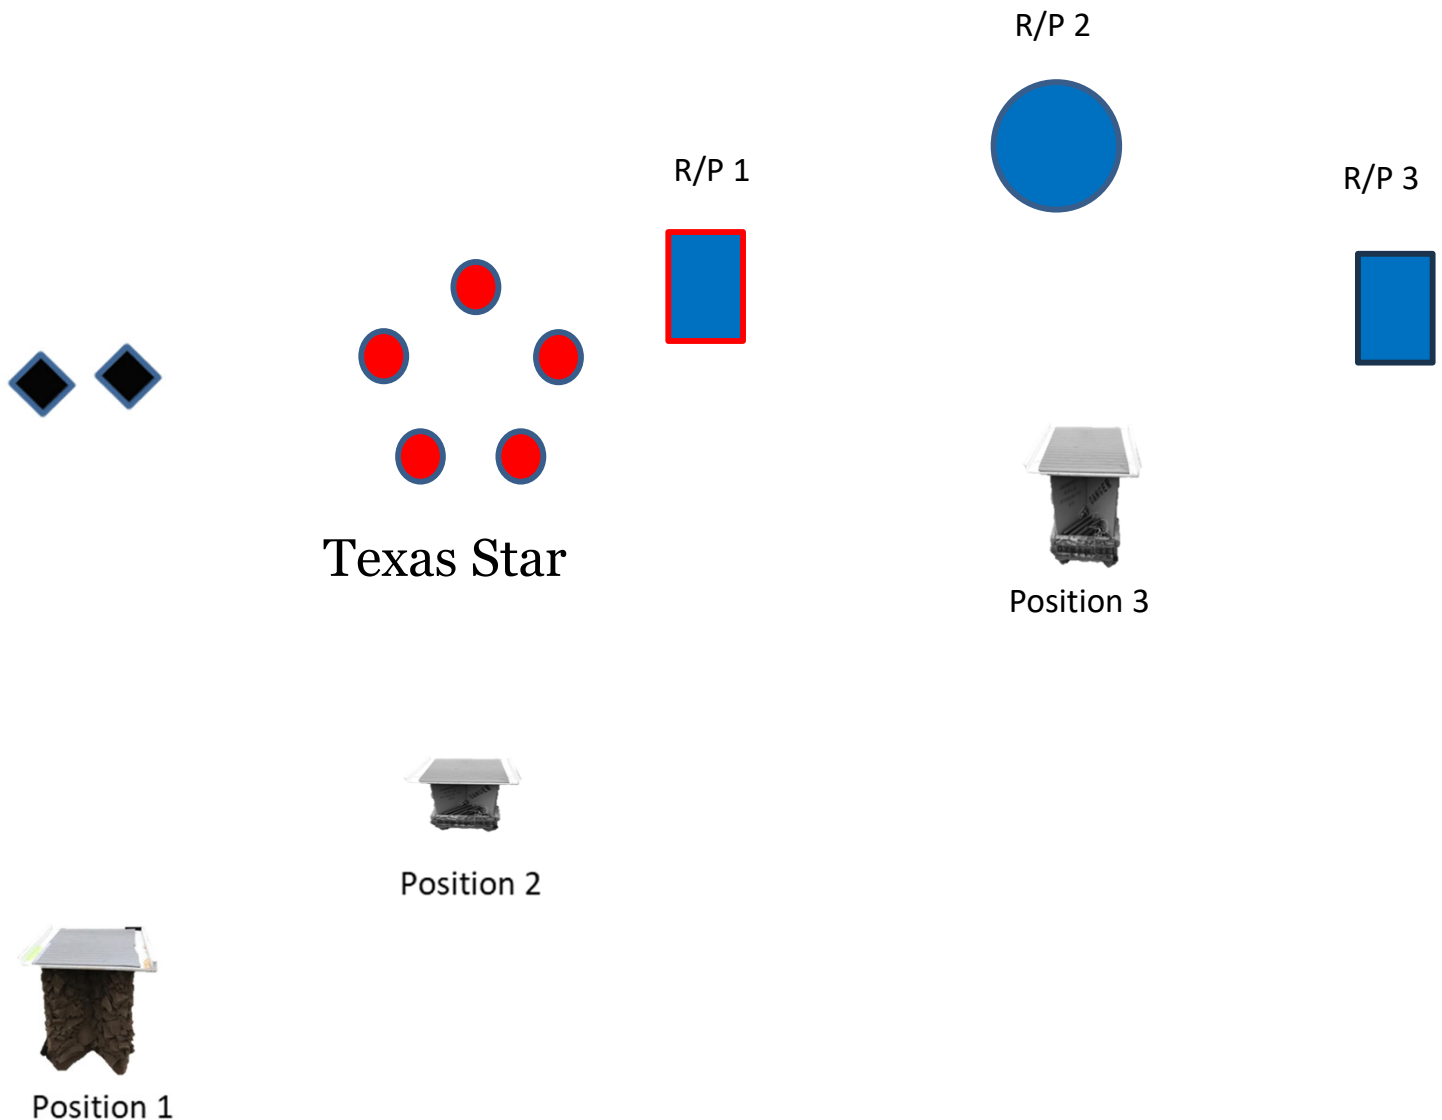 R/P 2
R/P 1
R/P 3
Texas Star
Position 3
Position 2
Position 1